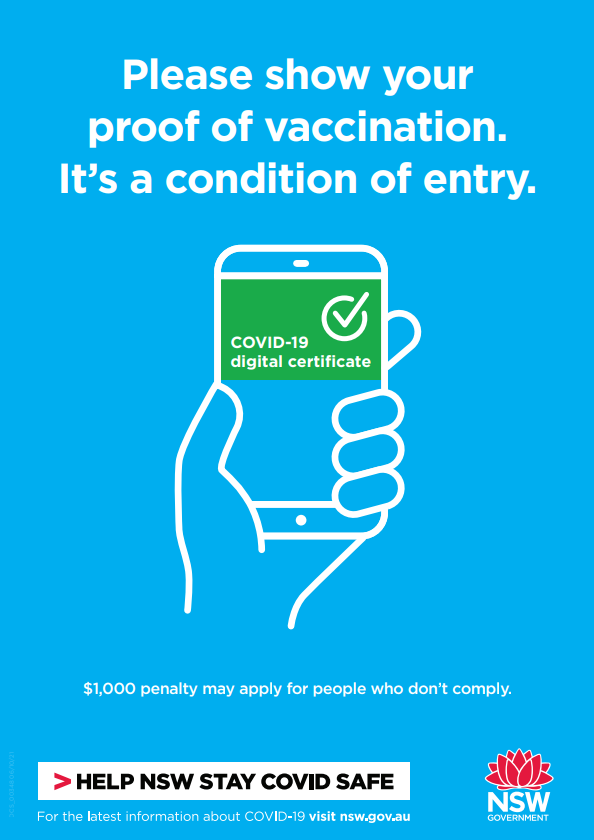 Please show your
proof of vaccination.
It’s a condition of entry.
COVID-19
digital certificate
$1,000 penalty may apply for people who don’t comply.
> HELP NSW STAY COVID SAFE
For the latest information about COVID-19 visit nsw.gov.au
NSW
GOVERNMENT